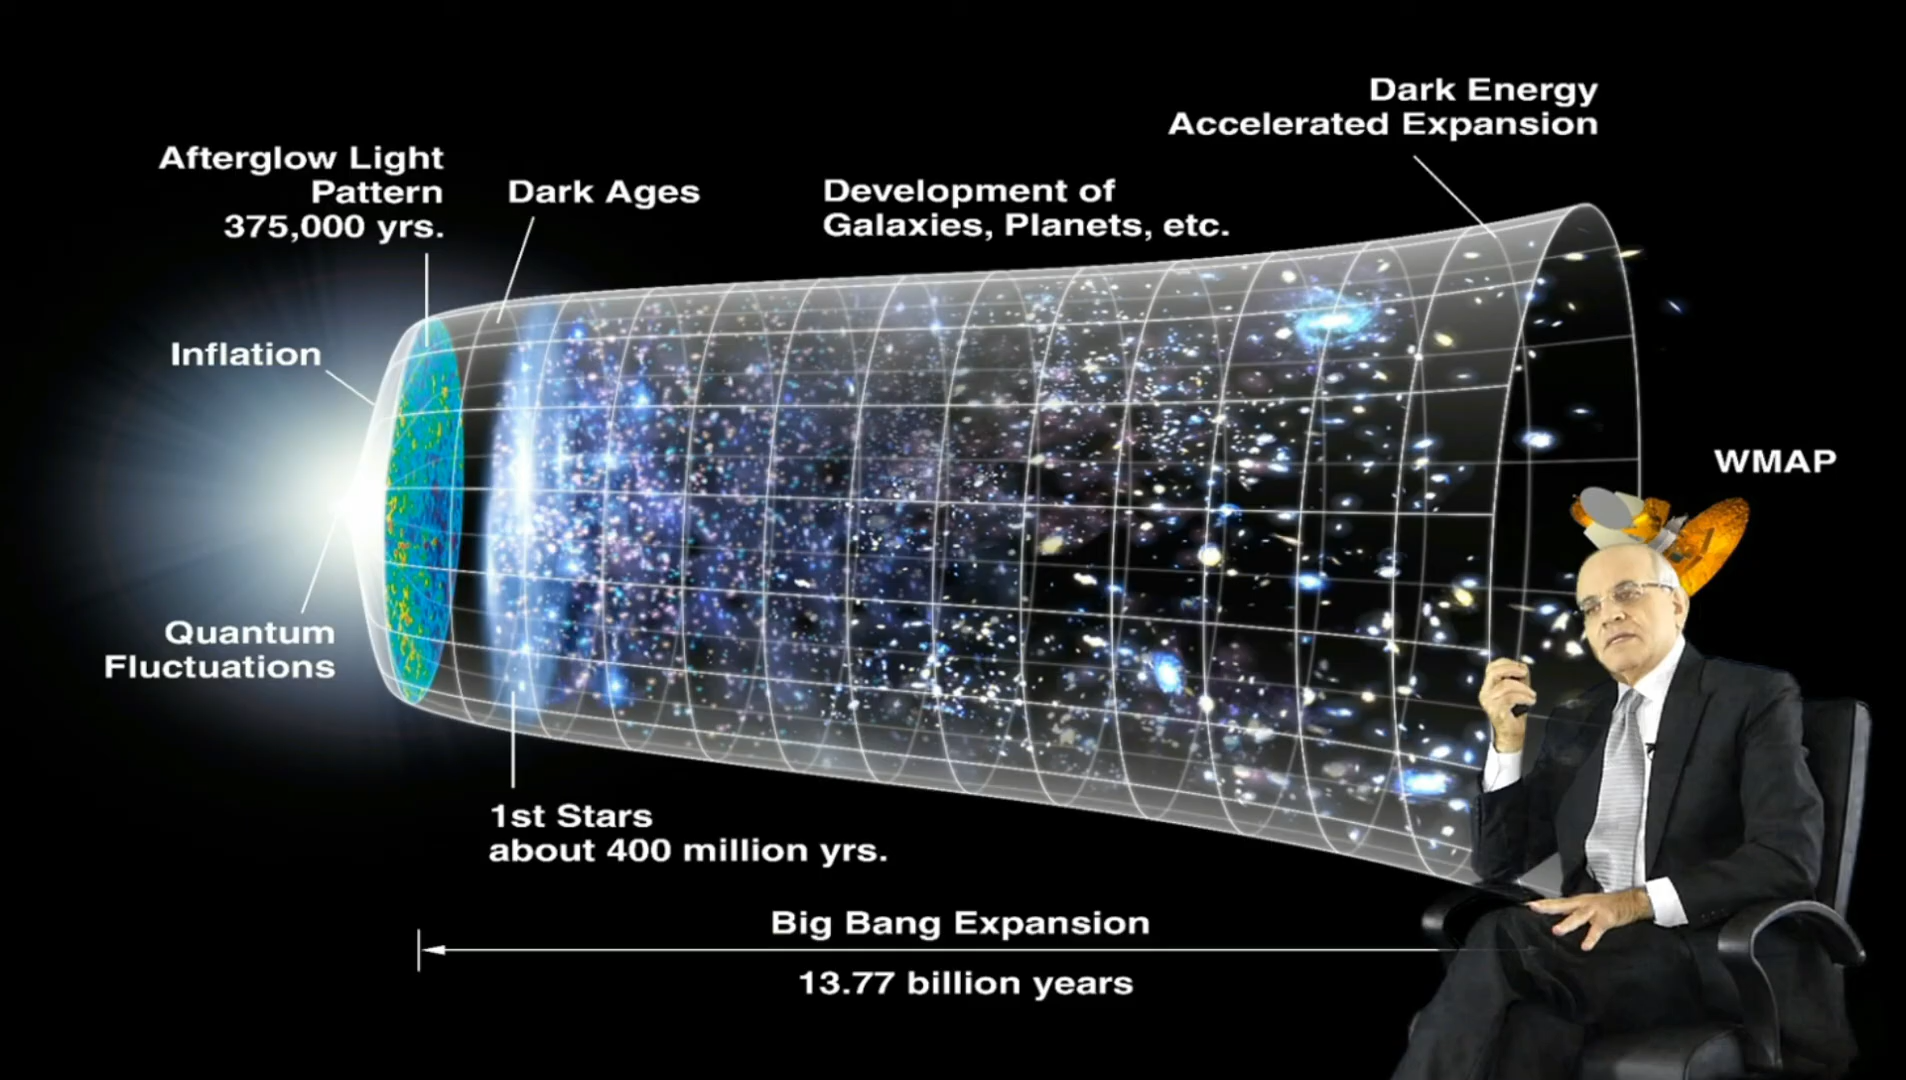 Dark Energy
Accelerated Expansion
Afterglow Light
Pattern
375,000 yrs.
Dark Ages
Development of
Galaxies, Planets, etc.
Inflation
WMAP
Quantum
Fluctuations
1st Stars
about 400 million yrs.
Big Bang Expansion
13.77 billion years